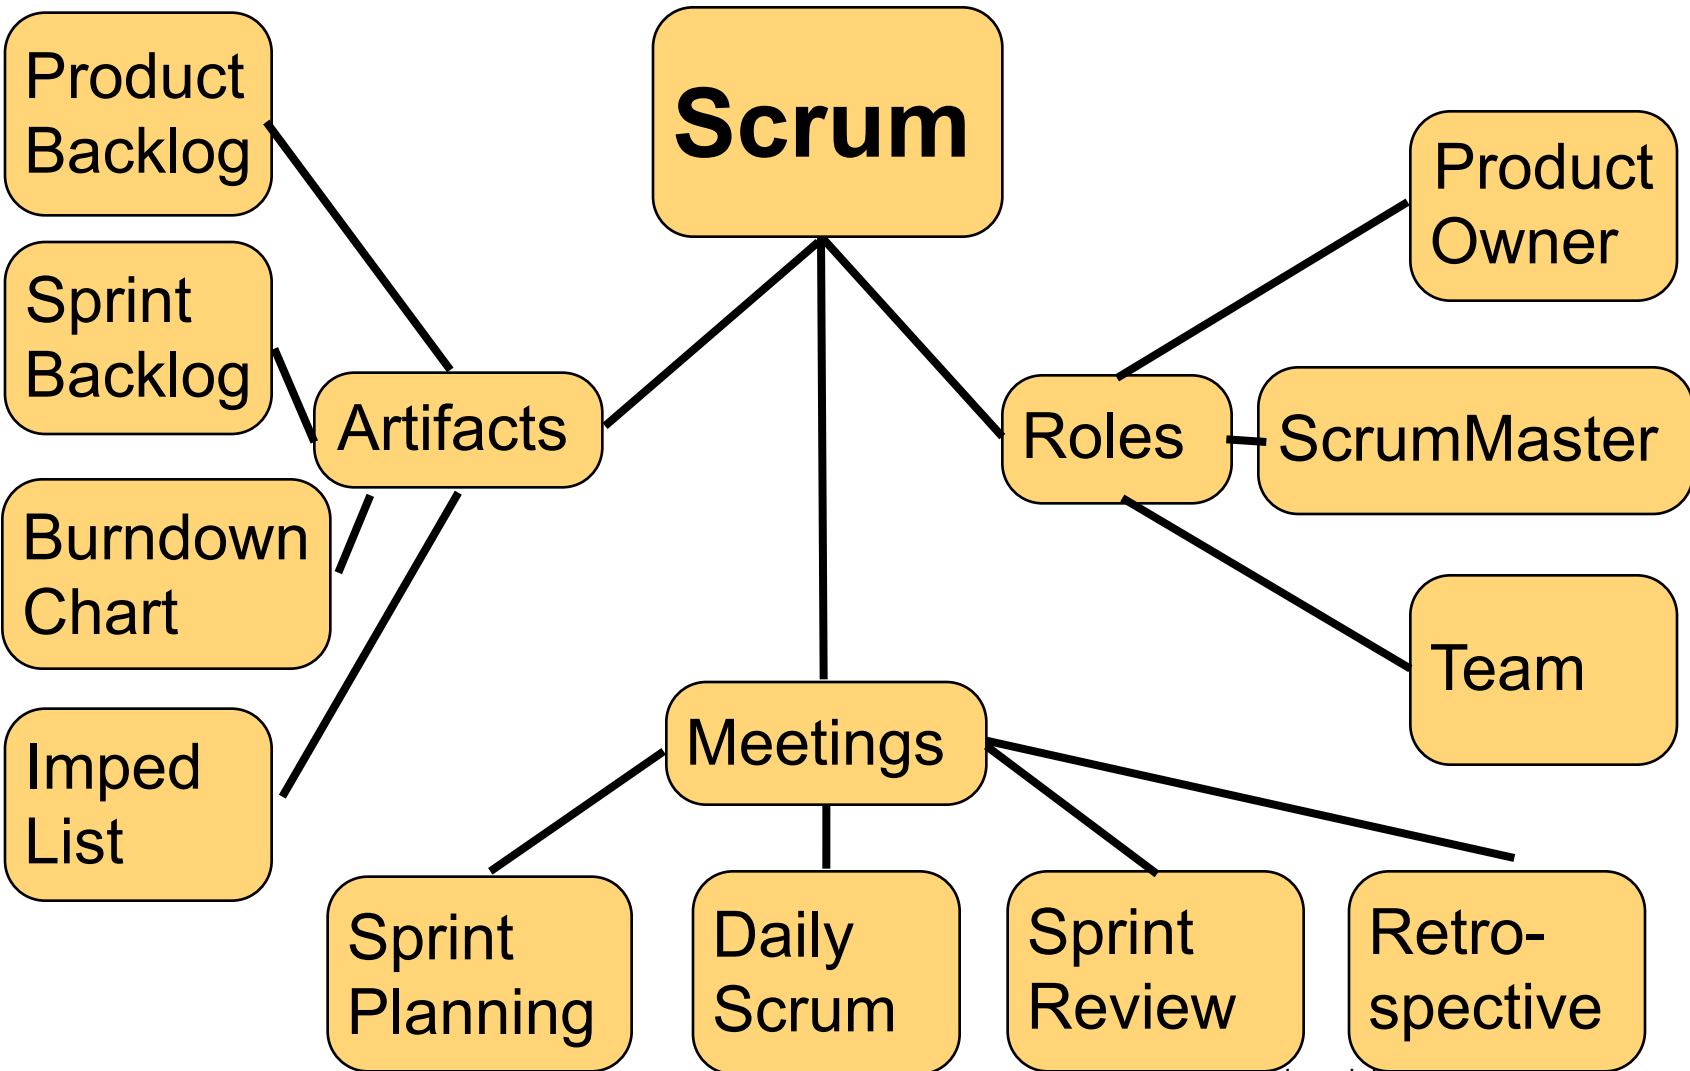 Scrum
Product
Backlog
Sprint
Backlog
Burndown
Chart
Imped
List
Artifacts
Roles
Product
Owner
ScrumMaster
Team
Meetings
Sprint
Planning
Daily
Scrum
Sprint
Review
Retro-
spective